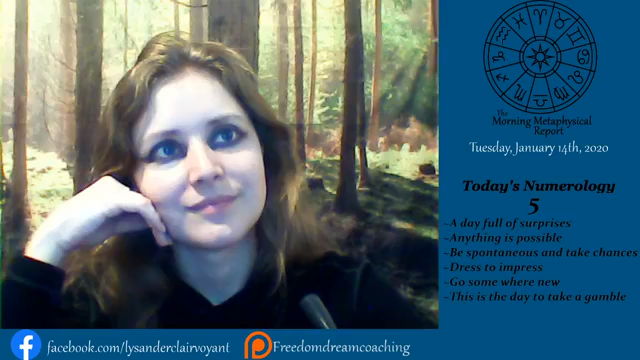 The
Morning Metaphysical
Report
Tuesday, January 14th, 2020
Today's Numerology
5
~A day full of surprises
~Anything is possible
~Be spontaneous and take chances
~Dress to impress
~Go some where new
~This is the day to take a gamble
facebook.com/lysanderclairvoyant
Freedomdreamcoaching